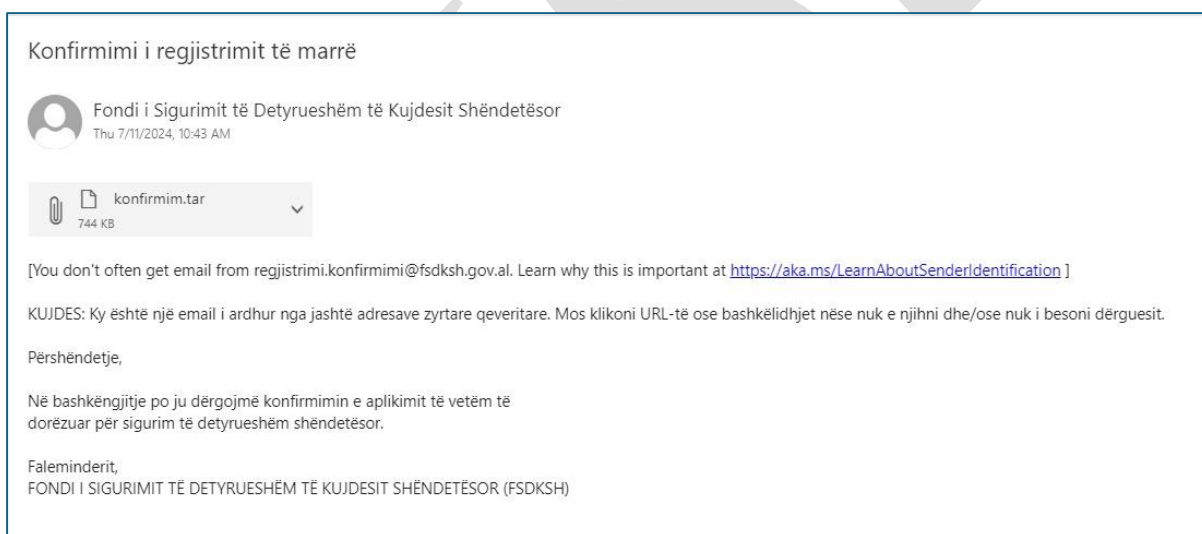 Konfirmimi i regjistrimit të marrë
Fondi i Sigurimit të Detyrueshëm të Kujdesit Shëndetësor
Thu 7/11/2024, 10:43 AM
konfirmim.tar
744 KB
[You don't often get email from regjistrimi.konfirmimi@fsdksh.gov.al. Learn why this is important at https://aka.ms/LearnAboutSenderIdentification ]
KUJDES: Ky është një email i ardhur nga jashtë adresave zyrtare qeveritare. Mos klikoni URL-të ose bashkëlidhjet nëse nuk e njihni dhe/ose nuk i besoni dërguesit.
Përshëndetje,
Në bashkëngjitje po ju dërgojmë konfirmimin e aplikimit të vetëm të
dorëzuar për sigurim të detyrueshëm shëndetësor.
Faleminderit,
FONDI I SIGURIMIT TË DETYRUESHËM TË KUJDESIT SHËNDETËSOR (FSDKSH)